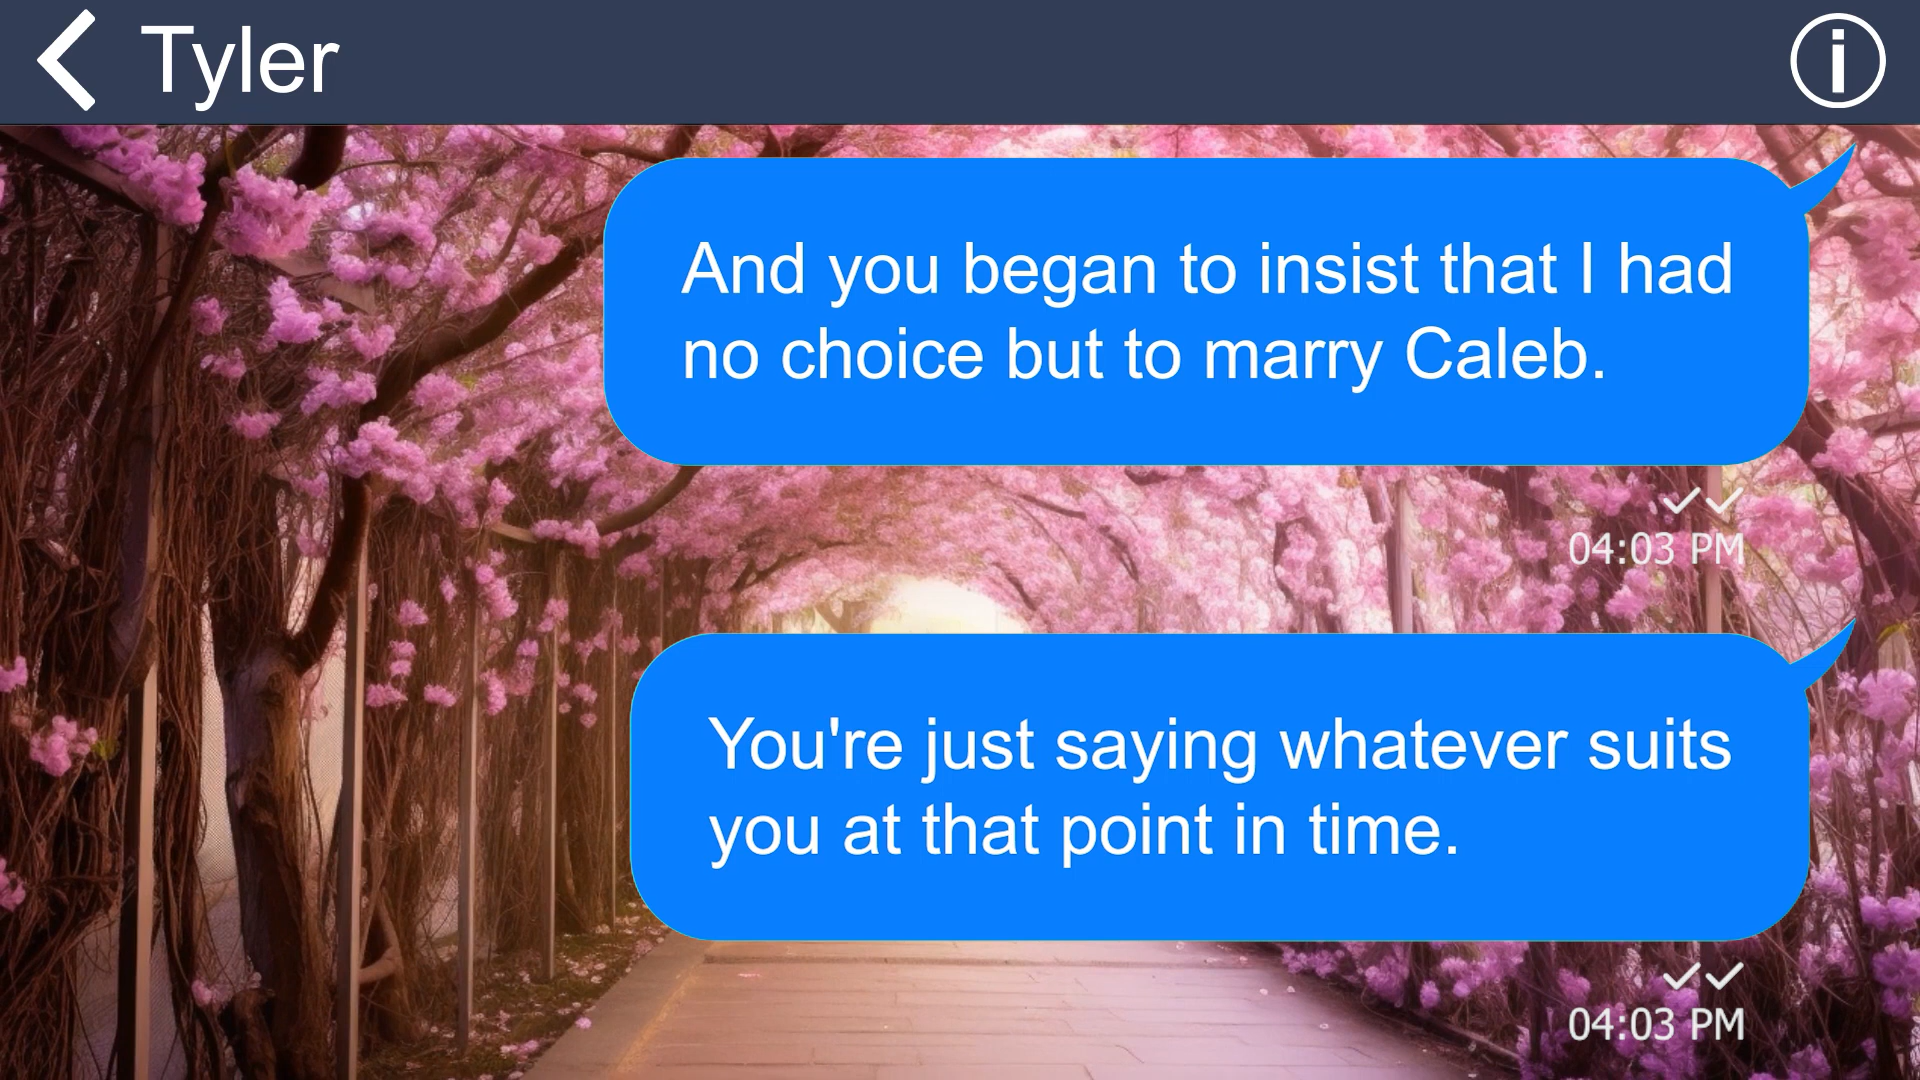 Tyler
And you began to insist that I had
no choice but to marry Caleb.
04:03 PM
You're just saying whatever suits
you at that point in time.
04:03 PM